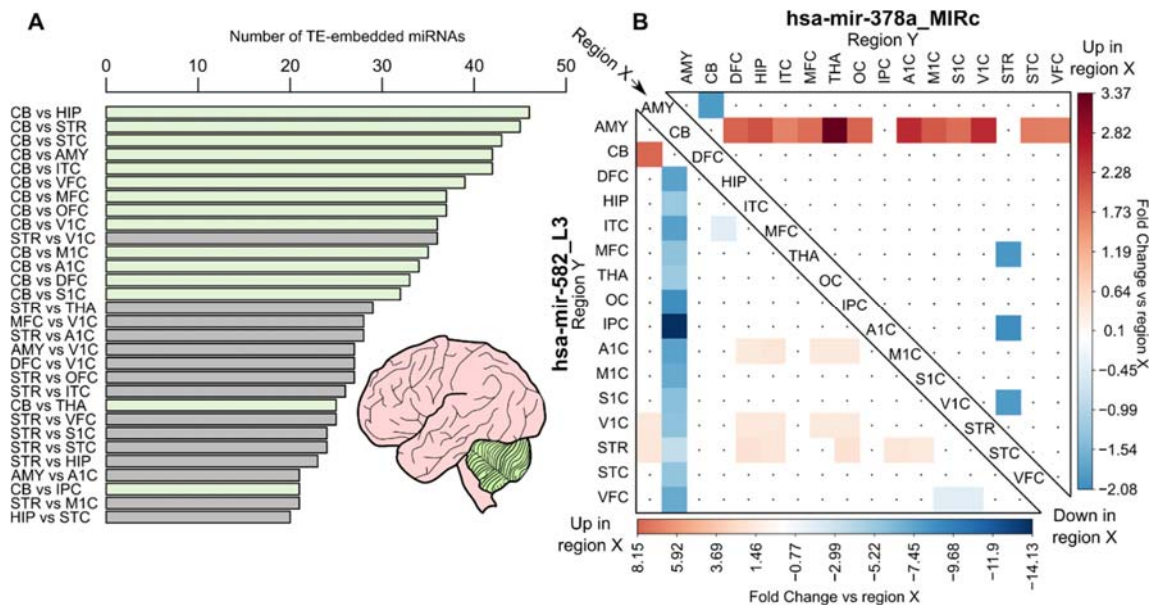 A
Number of TE-embedded miRNAs
0 10 20 30 40 50
CB vs HIP
CB vs STR
CB vs STC
CB vs AMY
CB vs ITC
CB vs VFC
CB vs MFC
CB vs OFC
CB vs V1C
STR vs V1C
CB vs M1C
CB vs A1C
CB vs DFC
CB vs S1C
STR vs THA
MFC vs V1C
STR vs A1C
AMY vs V1C
DFC vs V1C
STR vs OFC
STR vs ITC
CB vs THA
STR vs VFC
STR vs S1C
STR vs STC
STR vs HIP
AMY vs A1C
CB vs IPC
STR vs M1C
HIP vs STC
B
hsa-mir-378a_MIRc
Region Y
Region X
AMY CB DFC HIP ITC MFC THA OC IPC A1C M1C S1C V1C STR STC VFC
hsa-mir-582_L3
Region Y
AMY
CB
DFC
HIP
ITC
MFC
THA
OC
IPC
A1C
M1C
S1C
V1C
STR
STC
VFC
AMY
CB
DFC
HIP
ITC
MFC
THA
OC
IPC
A1C
M1C
S1C
V1C
STR
STC
VFC
Up in
region X
3.37
2.82
2.28
1.73
1.19
0.64
0.1
−0.45
−0.99
−1.54
−2.08
Fold Change vs region X
Down in
region X
Up in
region X
8.15 5.92 3.69 1.46 −0.77 −2.99 −5.22 −7.45 −9.68 −11.9 −14.13
Fold Change vs region X